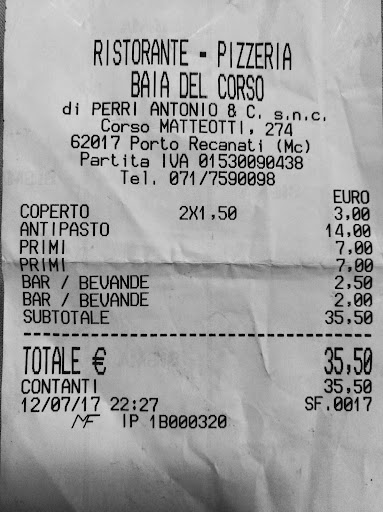 RISTORANTE - PIZZERIA
BAIA DEL CORSO
di PERRI ANTONIO & C. s.n.c.
Corso MATTEOTTI, 274
62017 Porto Recanati (Mc)
Partita IVA 01530090438
Tel. 071/7590098
EURO
COPERTO 2X1,50 3,00
ANTIPASTO 14,00
PRIMI 7,00
PRIMI 7,00
BAR / BEVANDE 2,50
BAR / BEVANDE 2,00
SUBTOTALE 35,50
TOTALE € 35,50
CONTANTI 35,50
12/07/17 22:27 SF.0017
MF IP 1B000320